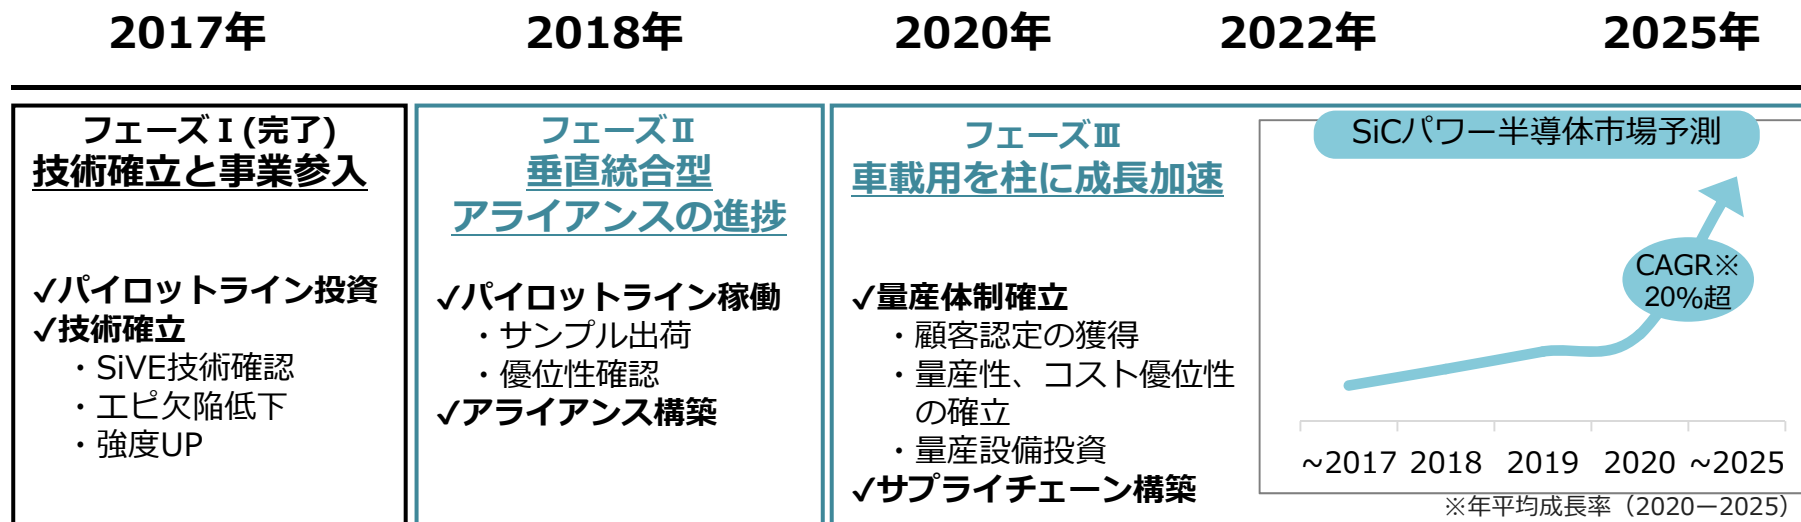 2017年 2018年 2020年 2022年 2025年
フェーズⅠ(完了)
技術確立と事業参入
✓パイロットライン投資
✓技術確立
・SiVE技術確認
・エピ欠陥低下
・強度UP
フェーズⅡ
垂直統合型
アライアンスの進捗
✓パイロットライン稼働
・サンプル出荷
・優位性確認
✓アライアンス構築
フェーズⅢ
車載用を柱に成長加速
✓量産体制確立
・顧客認定の獲得
・量産性、コスト優位性
の確立
・量産設備投資
✓サプライチェーン構築
SiCパワー半導体市場予測
CAGR※
20%超
~2017 2018 2019 2020 ~2025
※年平均成長率（2020ー2025）